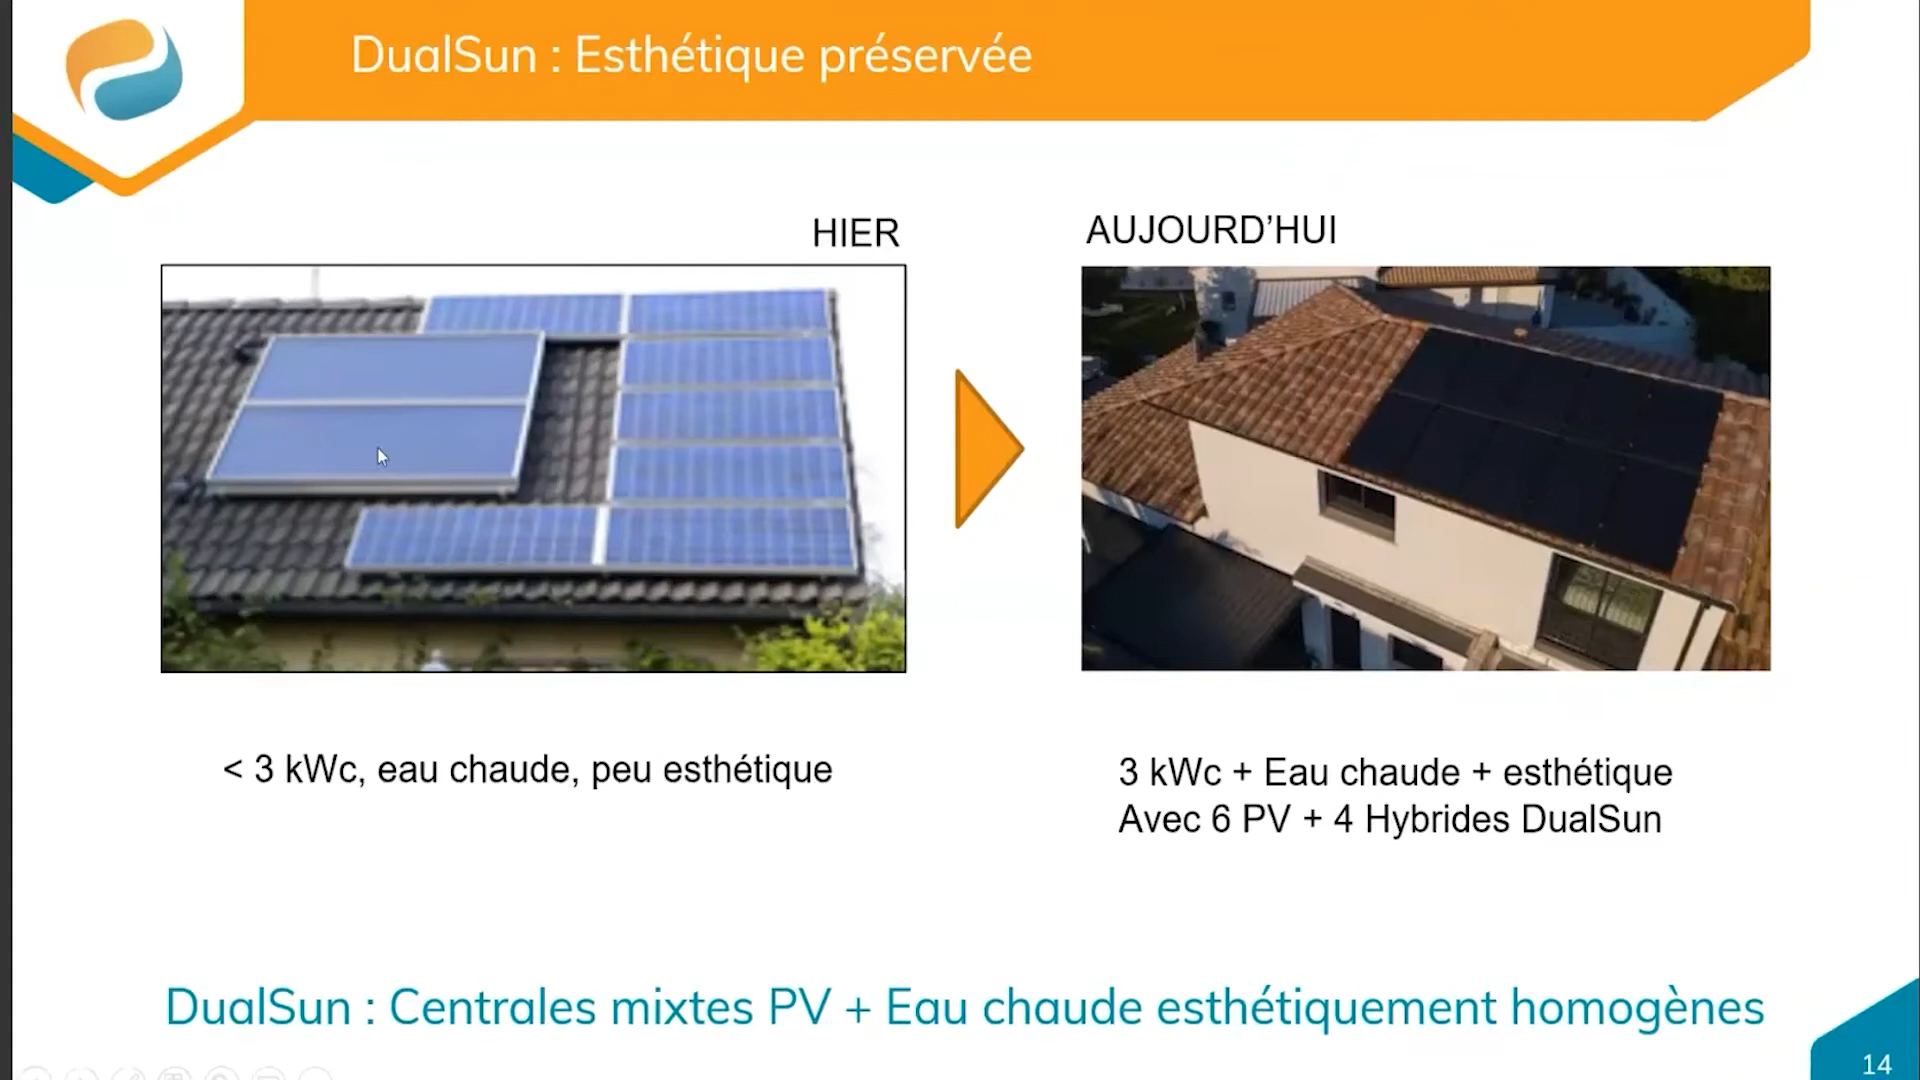 DualSun : Esthétique préservée
HIER
AUJOURD’HUI
< 3 kWc, eau chaude, peu esthétique
3 kWc + Eau chaude + esthétique
Avec 6 PV + 4 Hybrides DualSun
DualSun : Centrales mixtes PV + Eau chaude esthétiquement homogènes
14